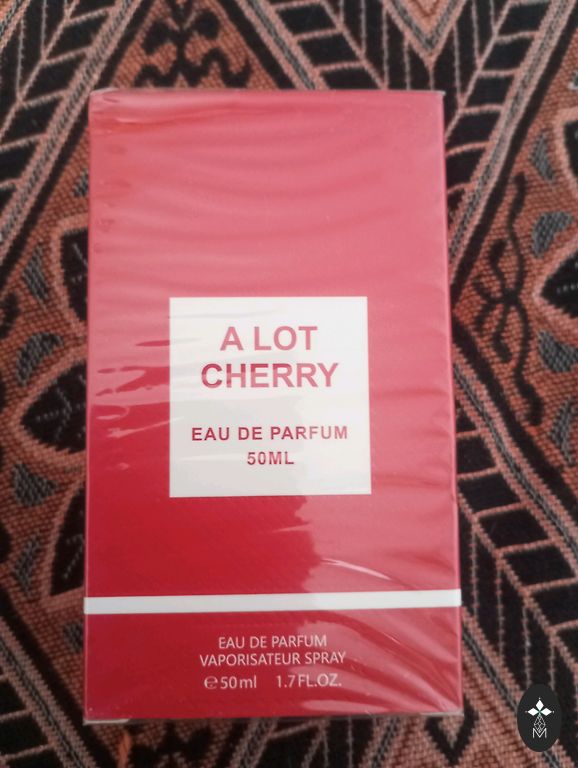 A LOT
CHERRY
EAU DE PARFUM
50ML
EAU DE PARFUM
VAPORISATEUR SPRAY
℮50ml 1.7FL.OZ.
M